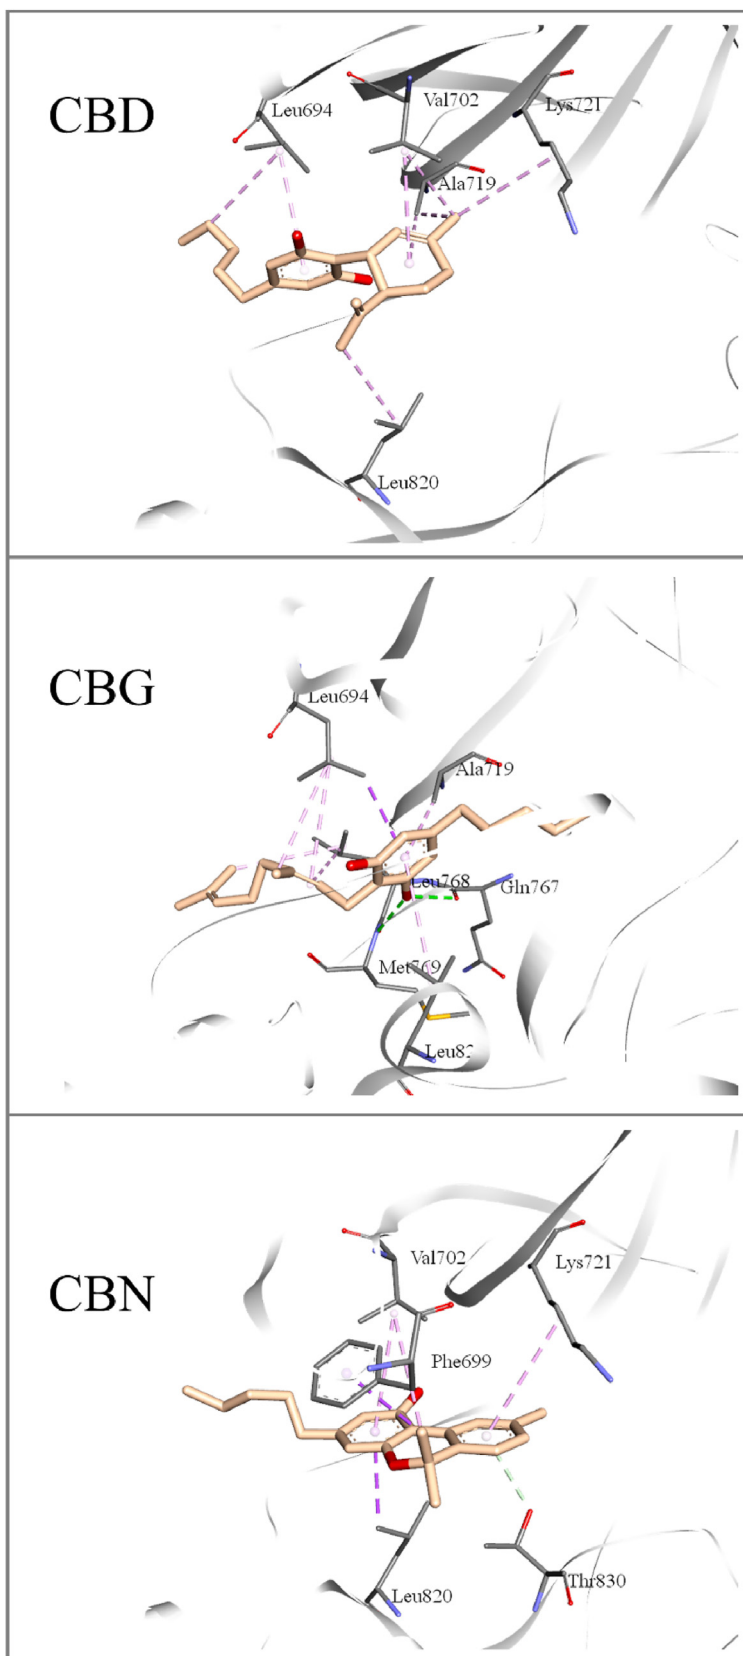 CBD
Leu694
Val702
Lys721
Ala719
Leu820
CBG
Leu694
Ala719
Leu768
Gln767
Met769
CBN
Val702
Lys721
Phe699
Leu820
Thr830